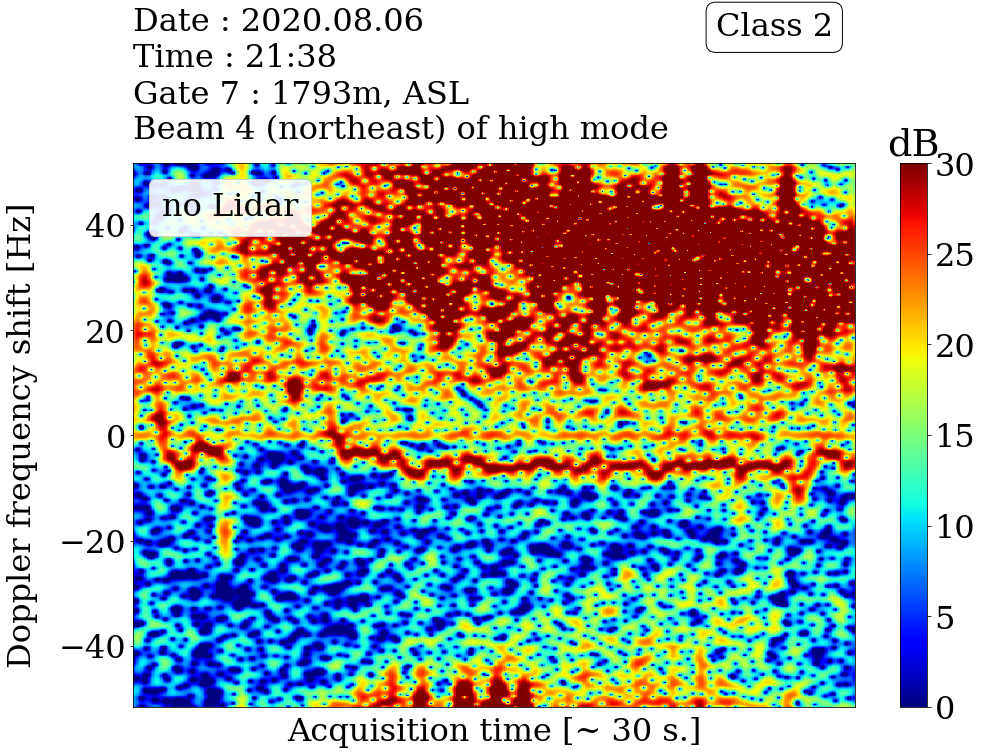 Date : 2020.08.06
Class 2
Time : 21:38
Gate 7 : 1793m, ASL
Beam 4 (northeast) of high mode
dB
no Lidar
Doppler frequency shift [Hz]
40
20
0
−20
−40
30
25
20
15
10
5
0
Acquisition time [~ 30 s.]